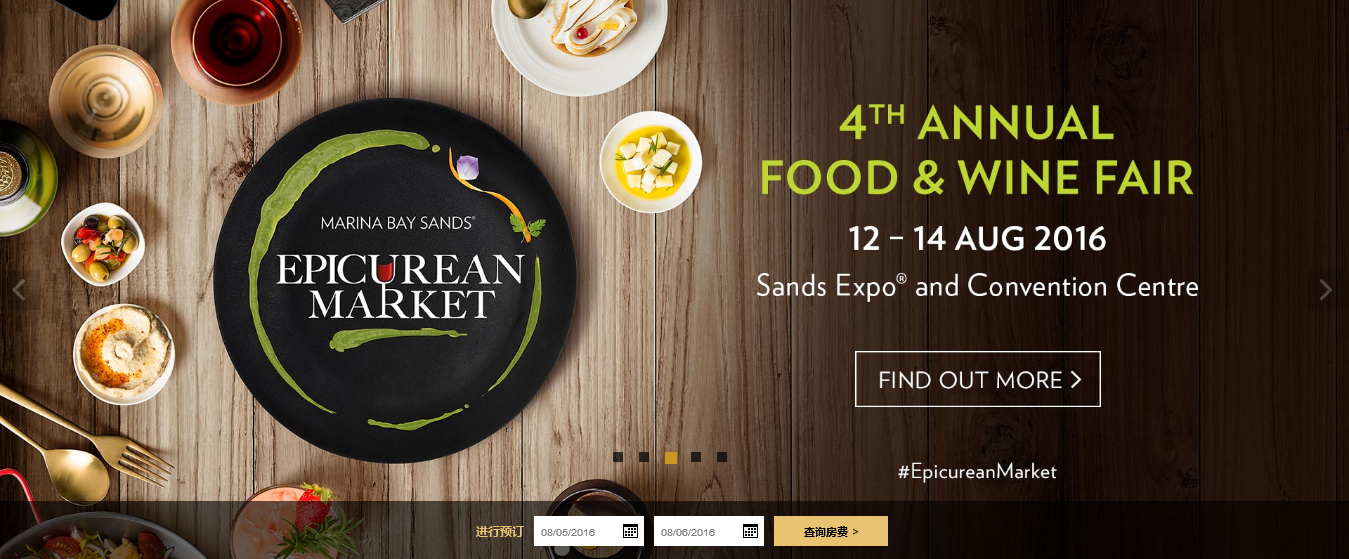 4TH ANNUAL
FOOD & WINE FAIR
12 – 14 AUG 2016
Sands Expo® and Convention Centre
FIND OUT MORE >
#EpicureanMarket
MARINA BAY SANDS®
EPICUREAN
MARKET
进行预订 08/05/2016 08/06/2016 查询房费 >